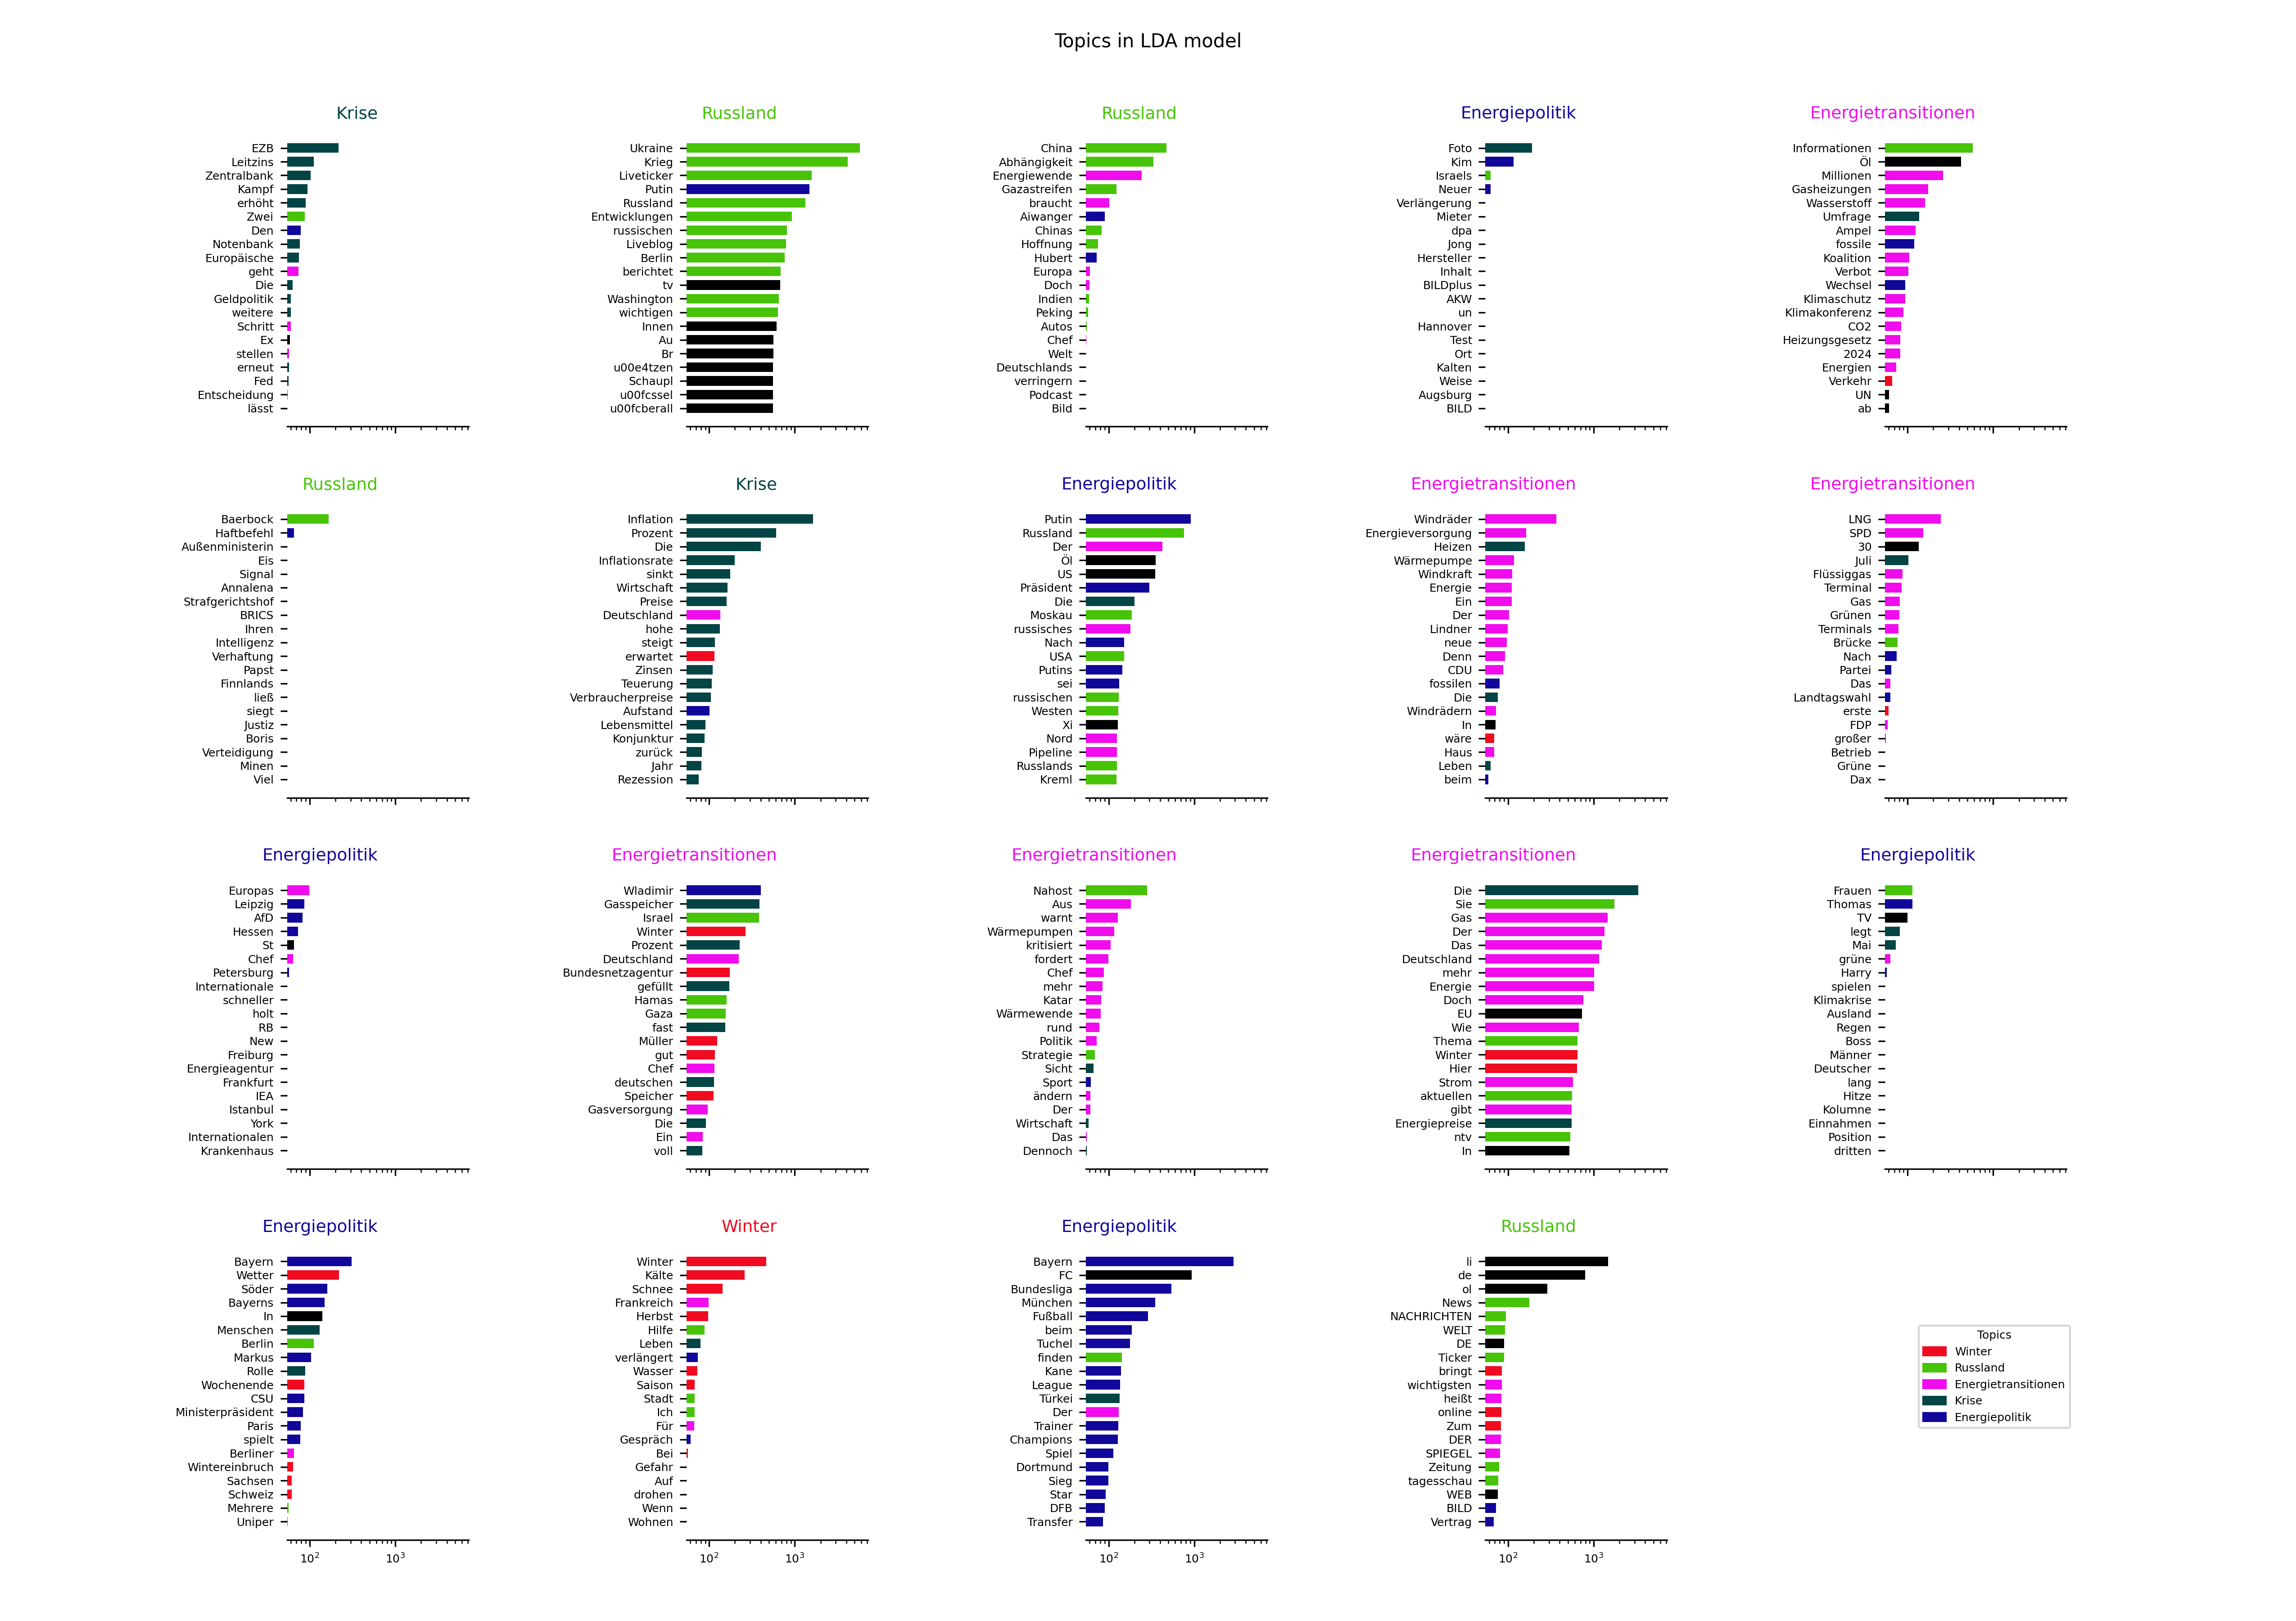 Topics in LDA model
Krise
EZB
Leitzins
Zentralbank
Kampf
erhöht
Zwei
Den
Notenbank
Europäische
geht
Die
Geldpolitik
weitere
Schritt
Ex
stellen
erneut
Fed
Entscheidung
lässt
Russland
Ukraine
Krieg
Liveticker
Putin
Russland
Entwicklungen
russischen
Liveblog
Berlin
berichtet
tv
Washington
wichtigen
Innen
Au
Br
u00e4tzen
Schaupl
u00fcssel
u00fcberall
Russland
China
Abhängigkeit
Energiewende
Gazastreifen
braucht
Aiwanger
Chinas
Hoffnung
Hubert
Europa
Doch
Indien
Peking
Autos
Chef
Welt
Deutschlands
verringern
Podcast
Bild
Energiepolitik
Foto
Kim
Israels
Neuer
Verlängerung
Mieter
dpa
Jong
Hersteller
Inhalt
BILDplus
AKW
un
Hannover
Test
Ort
Kalten
Weise
Augsburg
BILD
Energietransitionen
Informationen
Öl
Millionen
Gasheizungen
Wasserstoff
Umfrage
Ampel
fossile
Koalition
Verbot
Wechsel
Klimaschutz
Klimakonferenz
CO2
Heizungsgesetz
2024
Energien
Verkehr
UN
ab
Russland
Baerbock
Haftbefehl
Außenministerin
Eis
Signal
Annalena
Strafgerichtshof
BRICS
Ihren
Intelligenz
Verhaftung
Papst
Finnlands
ließ
siegt
Justiz
Boris
Verteidigung
Minen
Viel
Krise
Inflation
Prozent
Die
Inflationsrate
sinkt
Wirtschaft
Preise
Deutschland
hohe
steigt
erwartet
Zinsen
Teuerung
Verbraucherpreise
Aufstand
Lebensmittel
Konjunktur
zurück
Jahr
Rezession
Energiepolitik
Putin
Russland
Der
Öl
US
Präsident
Die
Moskau
russisches
Nach
USA
Putins
sei
russischen
Westen
Xi
Nord
Pipeline
Russlands
Kreml
Energietransitionen
Windräder
Energieversorgung
Heizen
Wärmepumpe
Windkraft
Energie
Ein
Der
Lindner
neue
Denn
CDU
fossilen
Die
Windrädern
In
wäre
Haus
Leben
beim
Energietransitionen
LNG
SPD
30
Juli
Flüssiggas
Terminal
Gas
Grünen
Terminals
Brücke
Nach
Partei
Das
Landtagswahl
erste
FDP
großer
Betrieb
Grüne
Dax
Energiepolitik
Europas
Leipzig
AfD
Hessen
St
Chef
Petersburg
Internationale
schneller
holt
RB
New
Freiburg
Energieagentur
Frankfurt
IEA
Istanbul
York
Internationalen
Krankenhaus
Energietransitionen
Wladimir
Gasspeicher
Israel
Winter
Prozent
Deutschland
Bundesnetzagentur
gefüllt
Hamas
Gaza
fast
Müller
gut
Chef
deutschen
Speicher
Gasversorgung
Die
Ein
voll
Energietransitionen
Nahost
Aus
warnt
Wärmepumpen
kritisiert
fordert
Chef
mehr
Katar
Wärmewende
rund
Politik
Strategie
Sicht
Sport
ändern
Der
Wirtschaft
Das
Dennoch
Energietransitionen
Die
Sie
Gas
Der
Das
Deutschland
mehr
Energie
Doch
EU
Wie
Thema
Winter
Hier
Strom
aktuellen
gibt
Energiepreise
ntv
In
Energiepolitik
Frauen
Thomas
TV
legt
Mai
grüne
Harry
spielen
Klimakrise
Ausland
Regen
Boss
Männer
Deutscher
lang
Hitze
Kolumne
Einnahmen
Position
dritten
Energiepolitik
Bayern
Wetter
Söder
Bayerns
In
Menschen
Berlin
Markus
Rolle
Wochenende
CSU
Ministerpräsident
Paris
spielt
Berliner
Wintereinbruch
Sachsen
Schweiz
Mehrere
Uniper
10² 10³
Winter
Winter
Kälte
Schnee
Frankreich
Herbst
Hilfe
Leben
verlängert
Wasser
Saison
Stadt
Ich
Für
Gespräch
Bei
Gefahr
Auf
drohen
Wenn
Wohnen
10² 10³
Energiepolitik
Bayern
FC
Bundesliga
München
Fußball
beim
Tuchel
finden
Kane
League
Türkei
Der
Trainer
Champions
Spiel
Dortmund
Sieg
Star
DFB
Transfer
10² 10³
Russland
li
de
ol
News
NACHRICHTEN
WELT
DE
Ticker
bringt
wichtigsten
heißt
online
Zum
DER
SPIEGEL
Zeitung
tagesschau
WEB
BILD
Vertrag
10² 10³
Topics
Winter
Russland
Energietransitionen
Krise
Energiepolitik